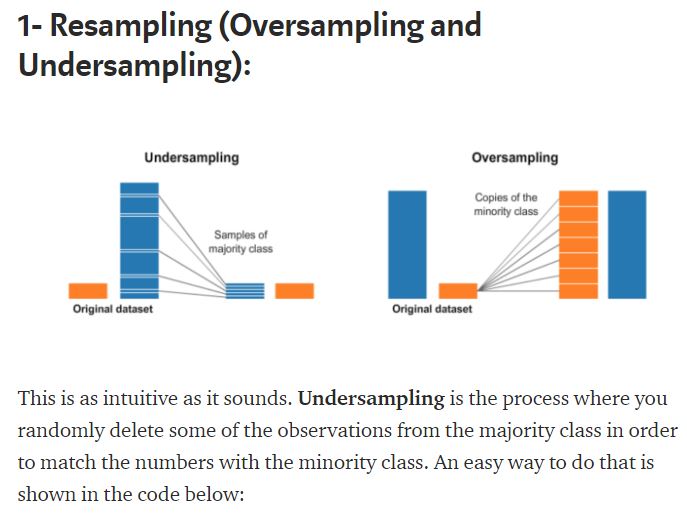 1- Resampling (Oversampling and
Undersampling):
Undersampling
Samples of
majority class
Original dataset
Oversampling
Copies of the
minority class
Original dataset
This is as intuitive as it sounds. Undersampling is the process where you
randomly delete some of the observations from the majority class in order
to match the numbers with the minority class. An easy way to do that is
shown in the code below: